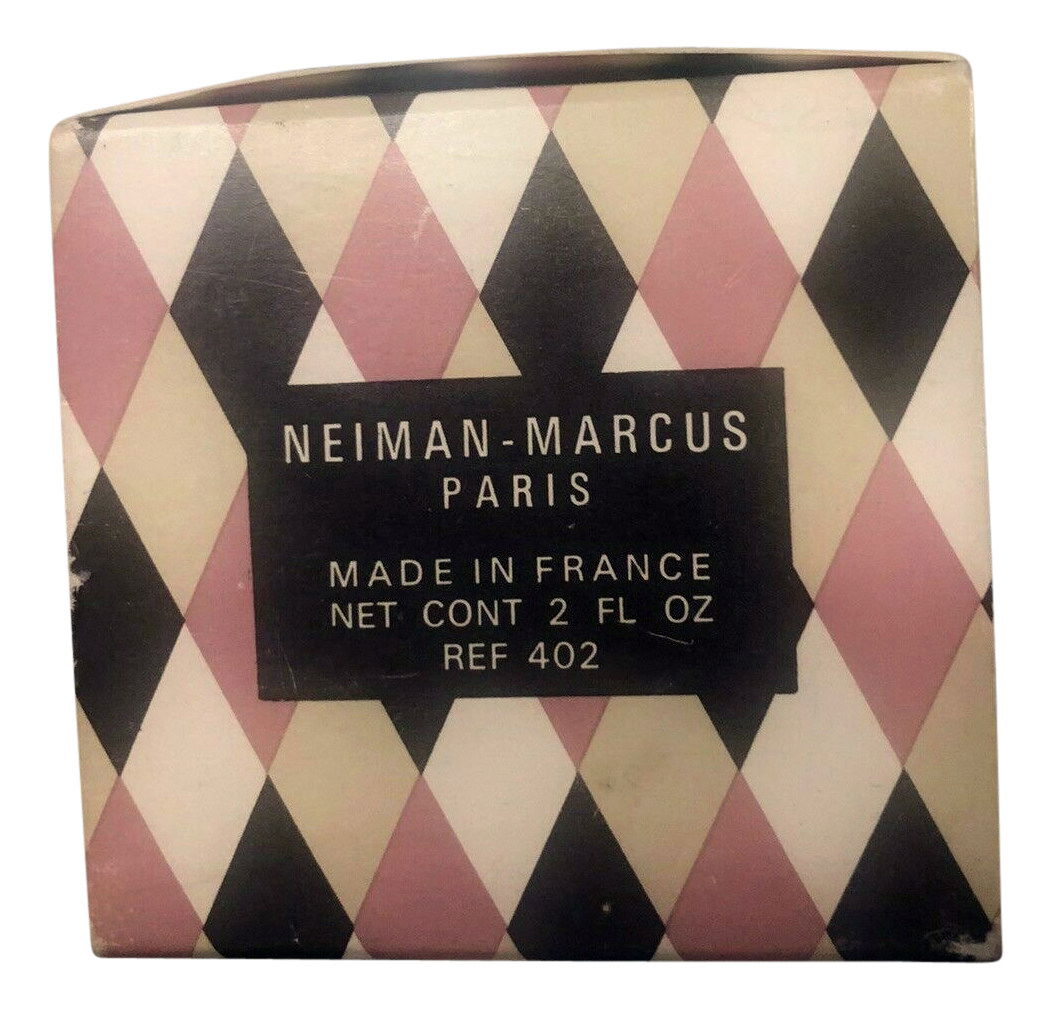 NEIMAN-MARCUS
PARIS
MADE IN FRANCE
NET CONT 2 FL OZ
REF 402